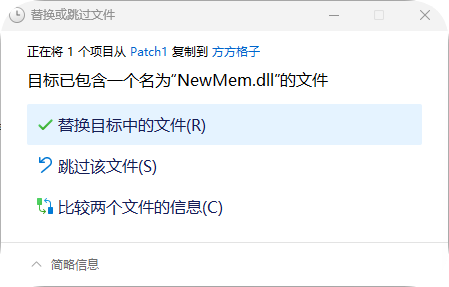 替换或跳过文件
正在将 1 个项目从 Patch1 复制到 方方格子
目标已包含一个名为“NewMem.dll”的文件
替换目标中的文件(R)
跳过该文件(S)
比较两个文件的信息(C)
简略信息